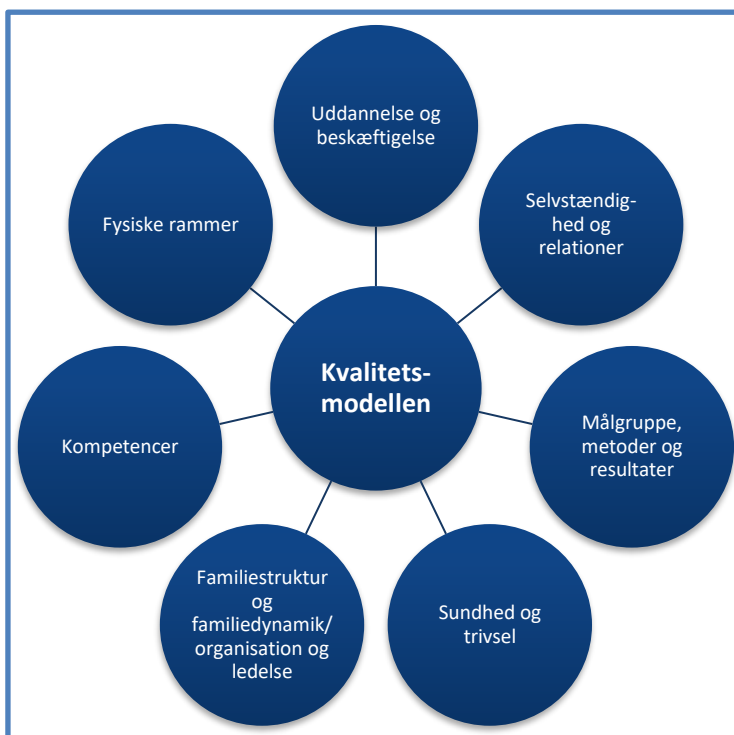 Uddannelse og
beskæftigelse
Selvstændig-
hed og
relationer
Målgruppe,
metoder og
resultater
Sundhed og
trivsel
Familiestruktur
og
familiedynamik/
organisation og
ledelse
Kompetencer
Fysiske rammer
Kvalitets-
modellen